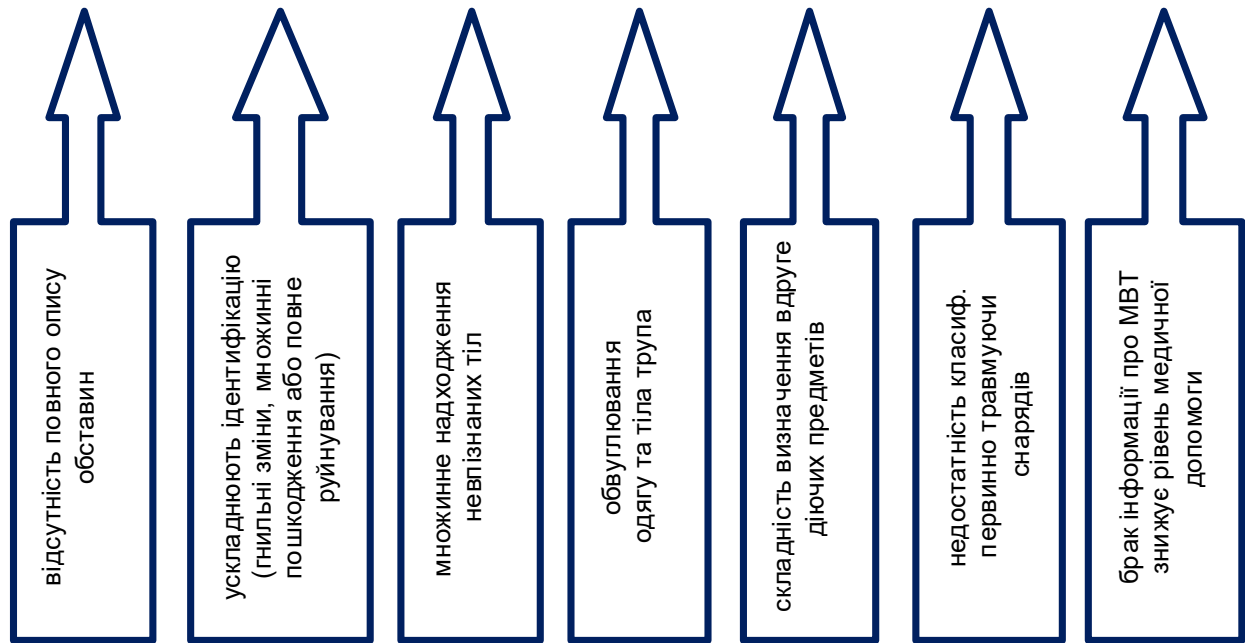 відсутність повного опису
обставин
ускладнюють ідентифікацію
(гнильні зміни, множинні
пошкодження або повне
руйнування)
множинне надходження
невпізнаних тіл
обвуглювання
одягу та тіла трупа
складність визначення вдруге
діючих предметів
недостатність класиф.
первинно травмуючи
снарядів
брак інформації про МВТ
знижує рівень медичної
допомоги